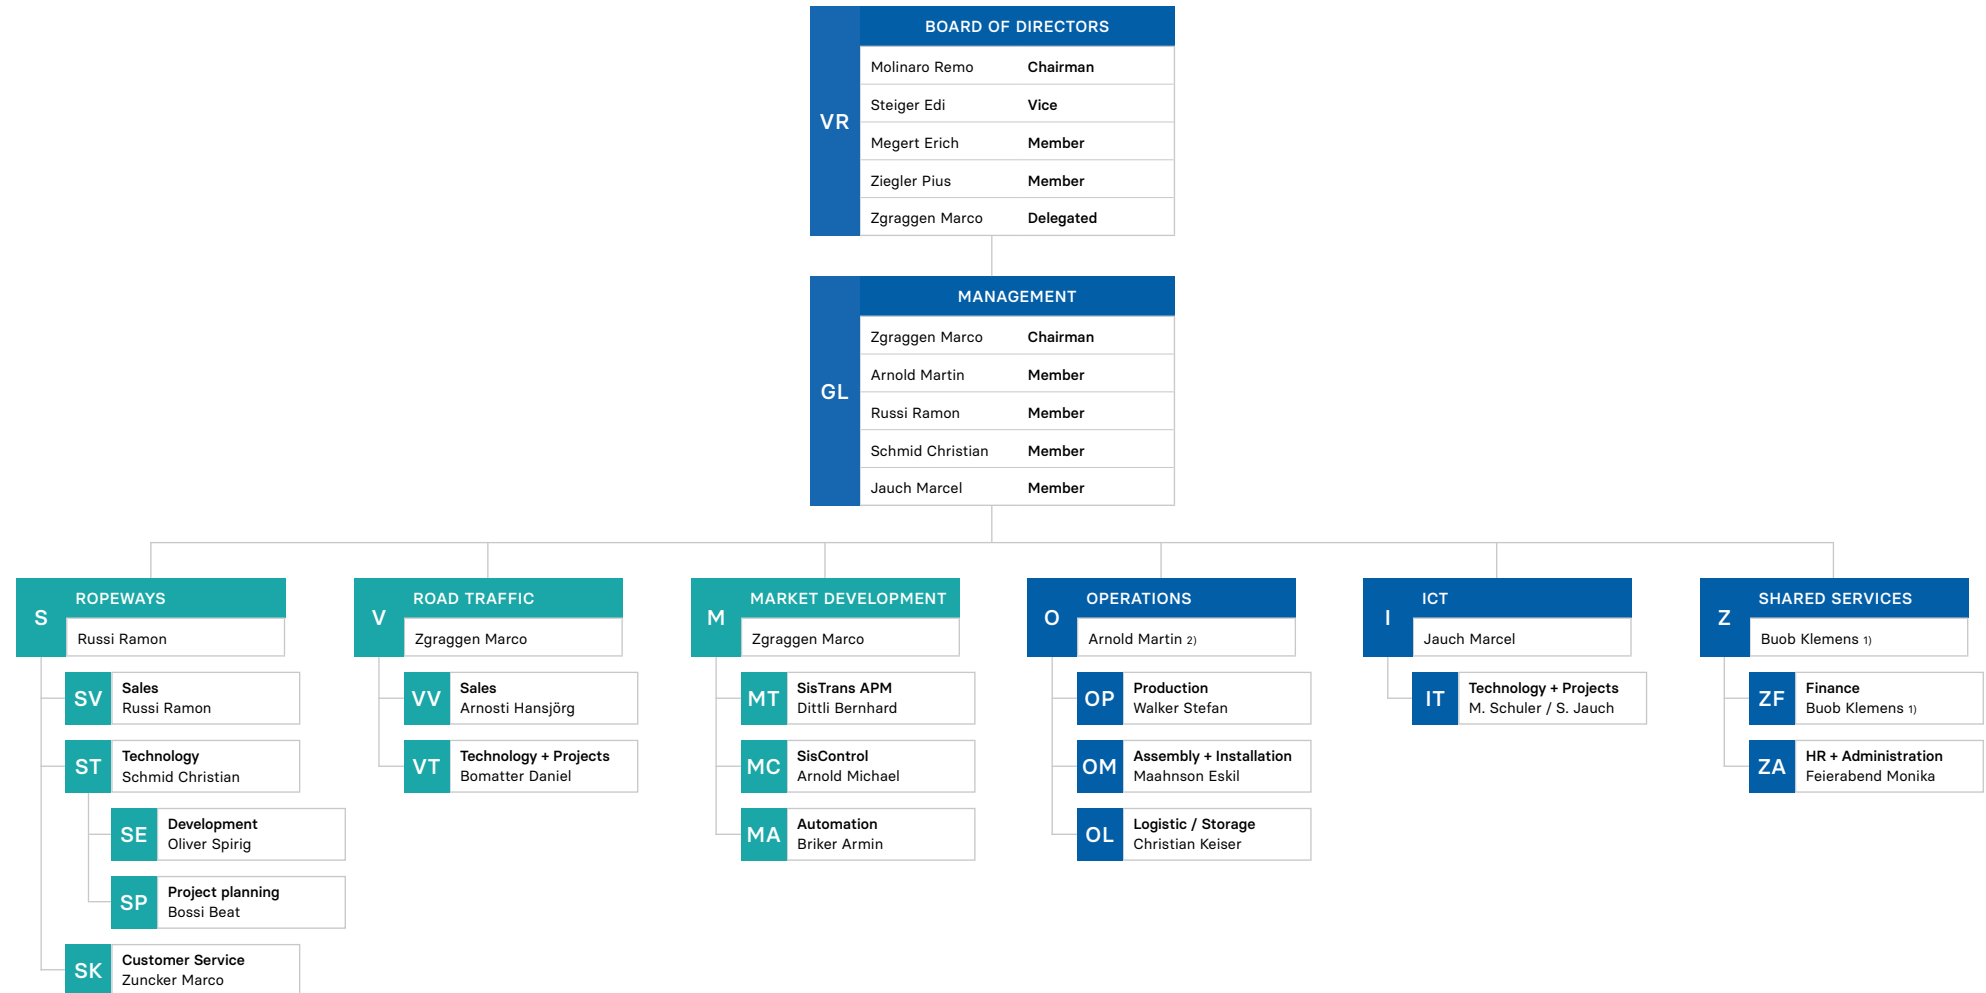 BOARD OF DIRECTORS
VR
Molinaro Remo Chairman
Steiger Edi Vice
Megert Erich Member
Ziegler Pius Member
Zgraggen Marco Delegated
MANAGEMENT
GL
Zgraggen Marco Chairman
Arnold Martin Member
Russi Ramon Member
Schmid Christian Member
Jauch Marcel Member
S
ROPEWAYS
Russi Ramon
SV
Sales
Russi Ramon
ST
Technology
Schmid Christian
SE
Development
Oliver Spirig
SP
Project planning
Bossi Beat
SK
Customer Service
Zuncker Marco
V
ROAD TRAFFIC
Zgraggen Marco
VV
Sales
Arnosti Hansjörg
VT
Technology + Projects
Bomatter Daniel
M
MARKET DEVELOPMENT
Zgraggen Marco
MT
SisTrans APM
Dittli Bernhard
MC
SisControl
Arnold Michael
MA
Automation
Briker Armin
O
OPERATIONS
Arnold Martin 2)
OP
Production
Walker Stefan
OM
Assembly + Installation
Maahnson Eskil
OL
Logistic / Storage
Christian Keiser
I
ICT
Jauch Marcel
IT
Technology + Projects
M. Schuler / S. Jauch
Z
SHARED SERVICES
Buob Klemens 1)
ZF
Finance
Buob Klemens 1)
ZA
HR + Administration
Feierabend Monika